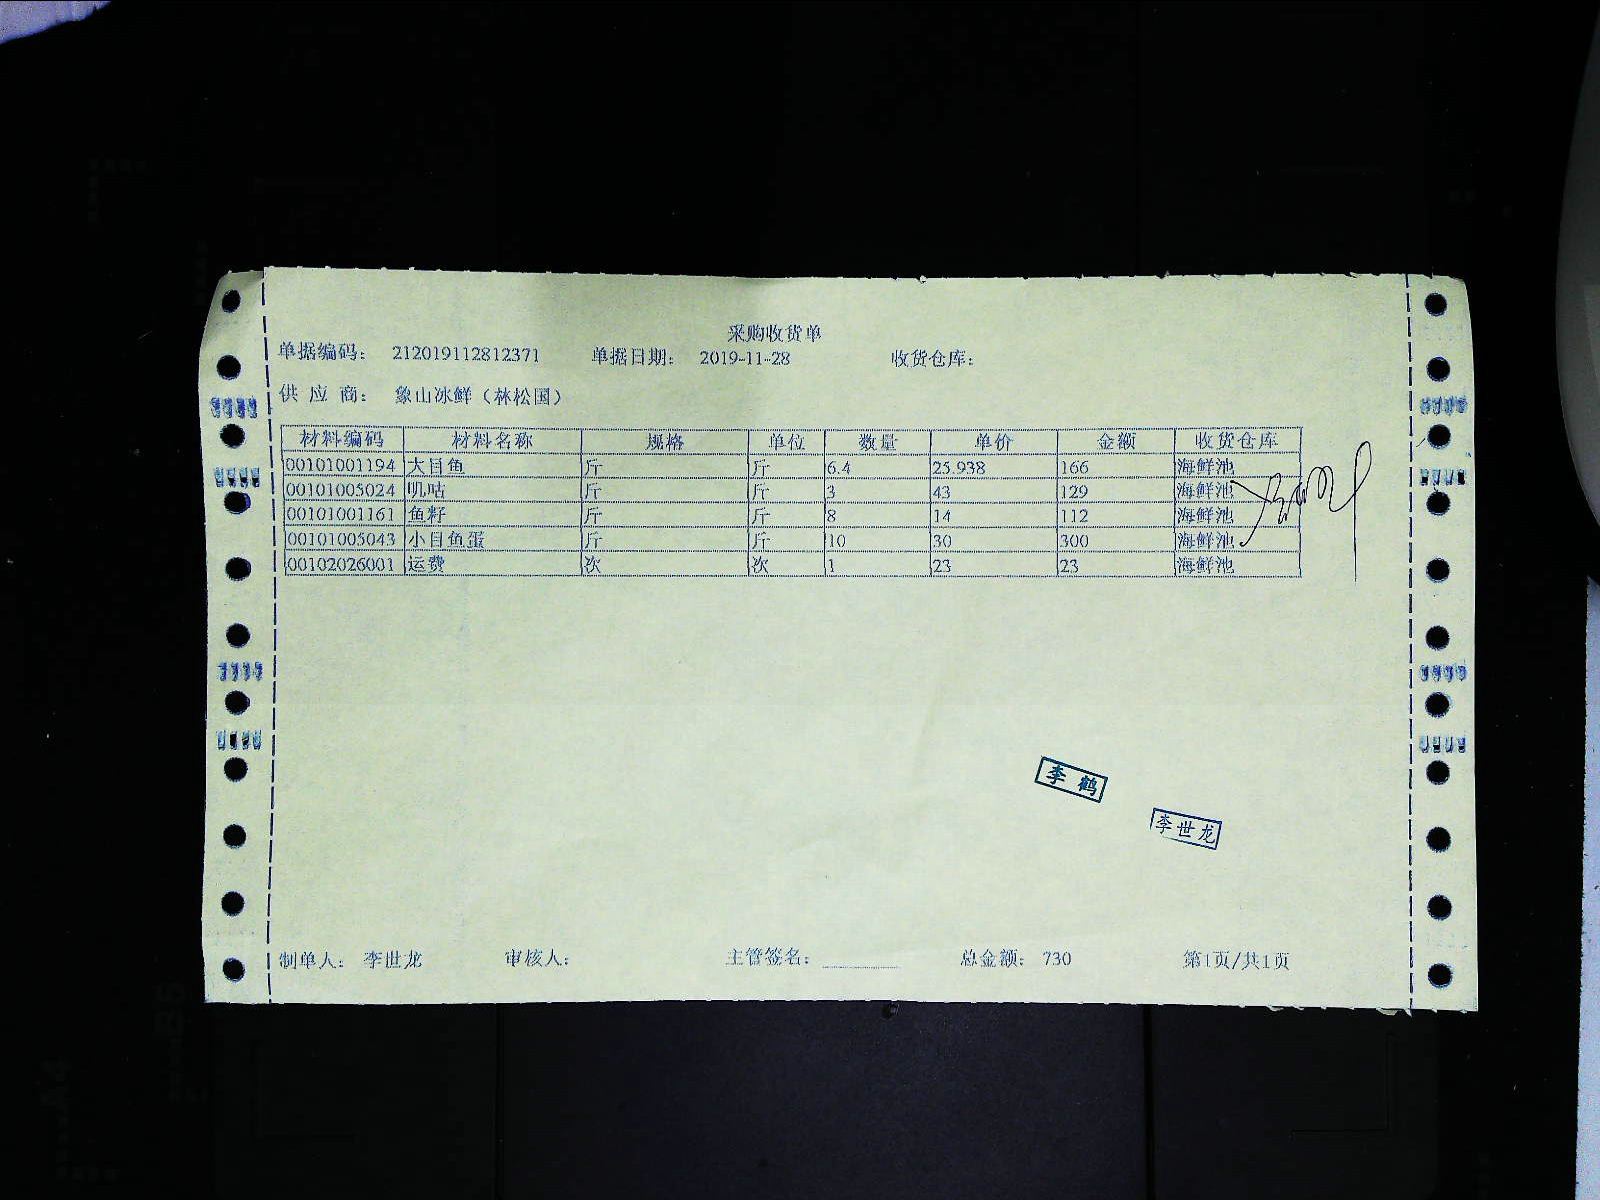 采购收货单
单据编码： 212019112812371 单据日期： 2019-11-28 收货仓库：
供 应 商： 象山冰鲜（林松国）
材料编码 材料名称 规格 单位 数量 单价 金额 收货仓库
00101001194 大目鱼 斤 斤 6.4 25.938 166 海鲜池
00101005024 叽咕 斤 斤 3 43 129 海鲜池
00101001161 鱼籽 斤 斤 8 14 112 海鲜池
00101005043 小目鱼蛋 斤 斤 10 30 300 海鲜池
00102026001 运费 次 次 1 23 23 海鲜池
李鹤
李世龙
制单人： 李世龙 审核人： 主管签名： 总金额： 730 第1页/共1页